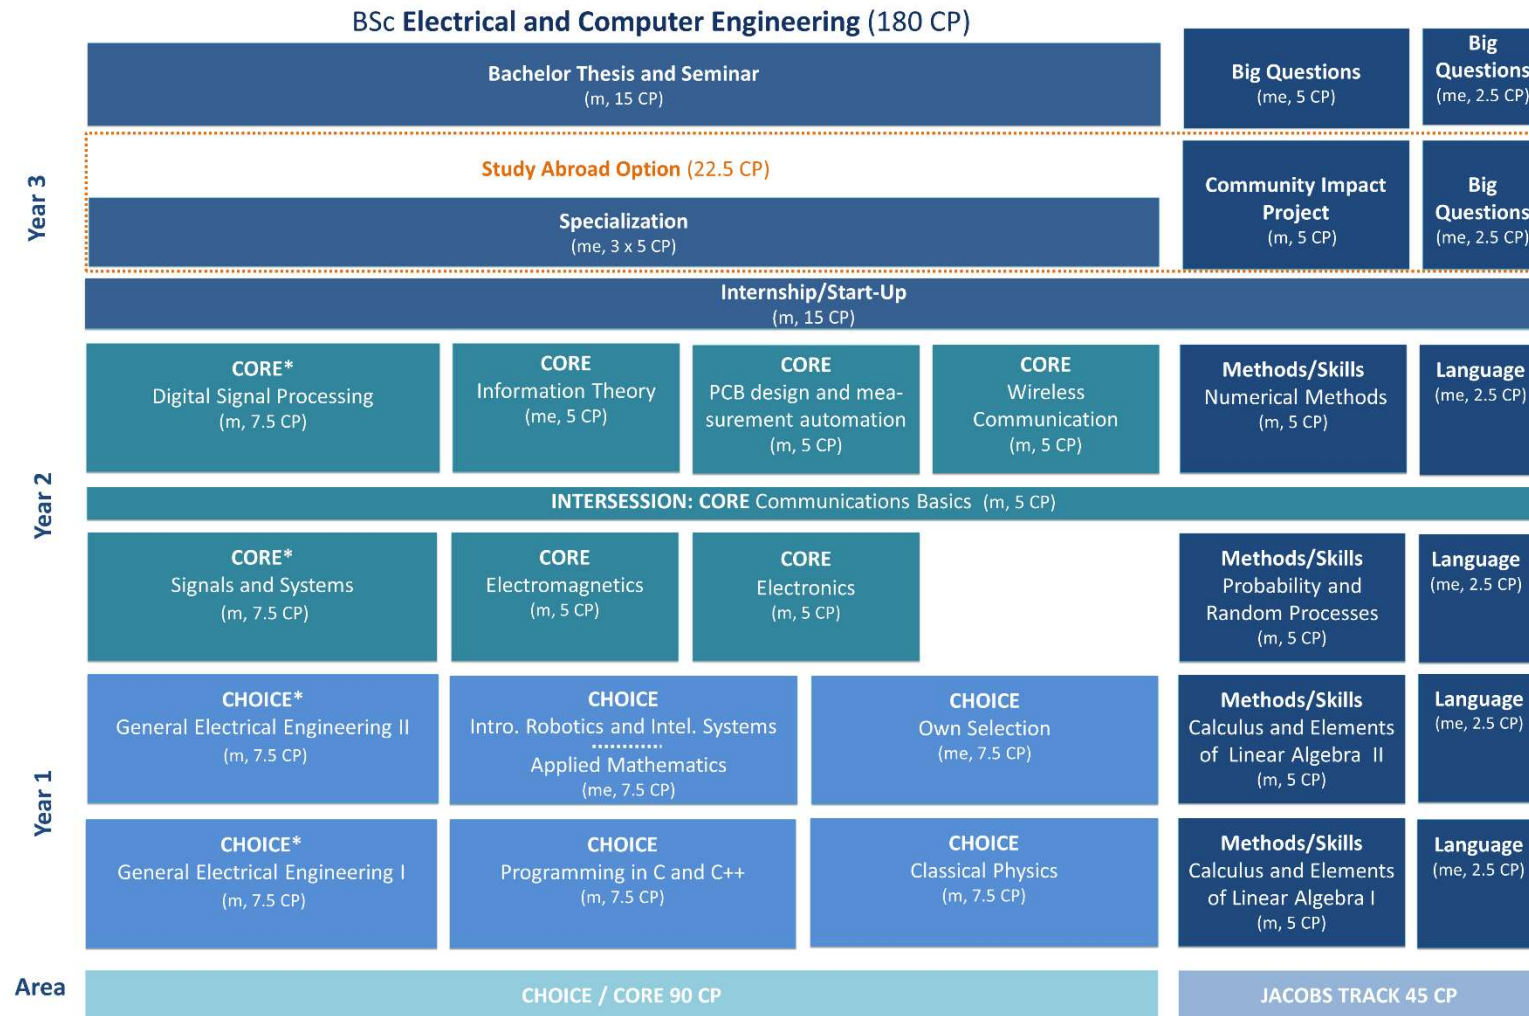 BSc Electrical and Computer Engineering (180 CP)
Bachelor Thesis and Seminar
(m, 15 CP)
Big Questions
(me, 5 CP)
Big
Questions
(me, 2.5 CP)
Year 3
Study Abroad Option (22.5 CP)
Specialization
(me, 3 x 5 CP)
Community Impact
Project
(m, 5 CP)
Big
Questions
(me, 2.5 CP)
Internship/Start-Up
(m, 15 CP)
Year 2
CORE*
Digital Signal Processing
(m, 7.5 CP)
CORE
Information Theory
(me, 5 CP)
CORE
PCB design and mea-
surement automation
(m, 5 CP)
CORE
Wireless
Communication
(m, 5 CP)
Methods/Skills
Numerical Methods
(m, 5 CP)
Language
(me, 2.5 CP)
INTERSESSION: CORE Communications Basics (m, 5 CP)
CORE*
Signals and Systems
(m, 7.5 CP)
CORE
Electromagnetics
(m, 5 CP)
CORE
Electronics
(m, 5 CP)
Methods/Skills
Probability and
Random Processes
(m, 5 CP)
Language
(me, 2.5 CP)
Year 1
CHOICE*
General Electrical Engineering II
(m, 7.5 CP)
CHOICE
Intro. Robotics and Intel. Systems
Applied Mathematics
(me, 7.5 CP)
CHOICE
Own Selection
(me, 7.5 CP)
Methods/Skills
Calculus and Elements
of Linear Algebra II
(m, 5 CP)
Language
(me, 2.5 CP)
CHOICE*
General Electrical Engineering I
(m, 7.5 CP)
CHOICE
Programming in C and C++
(m, 7.5 CP)
CHOICE
Classical Physics
(m, 7.5 CP)
Methods/Skills
Calculus and Elements
of Linear Algebra I
(m, 5 CP)
Language
(me, 2.5 CP)
Area
CHOICE / CORE 90 CP
JACOBS TRACK 45 CP